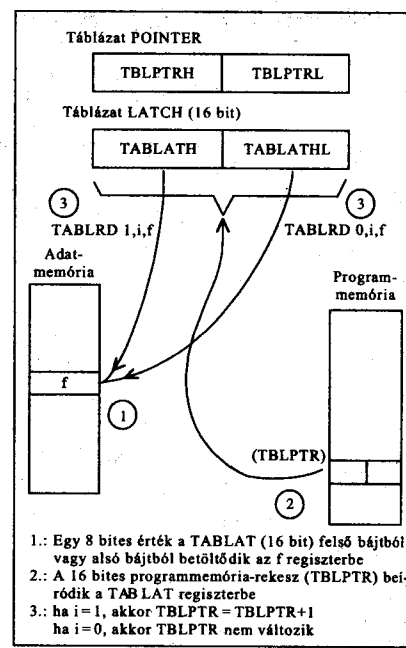 Táblázat POINTER
TBLPTRH TBLPTRL
Táblázat LATCH (16 bit)
TABLATH TABLATHL
3 3
TABLRD 1,i,f TABLRD 0,i,f
Adat-
memória
Program-
memória
f
1
(TBLPTR)
2
1.: Egy 8 bites érték a TABLAT (16 bit) felső bájtból
vagy alsó bájtból betöltődik az f regiszterbe
2.: A 16 bites programmemória-rekesz (TBLPTR) beí-
ródik a TAB LAT regiszterbe
3.: ha i = 1, akkor TBLPTR = TBLPTR+1
ha i = 0, akkor TBLPTR nem változik